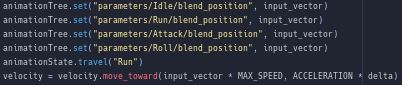 animationTree.set("parameters/Idle/blend_position", input_vector)
animationTree.set("parameters/Run/blend_position", input_vector)
animationTree.set("parameters/Attack/blend_position", input_vector)
animationTree.set("parameters/Roll/blend_position", input_vector)
animationState.travel("Run")
velocity = velocity.move_toward(input_vector * MAX_SPEED, ACCELERATION * delta)